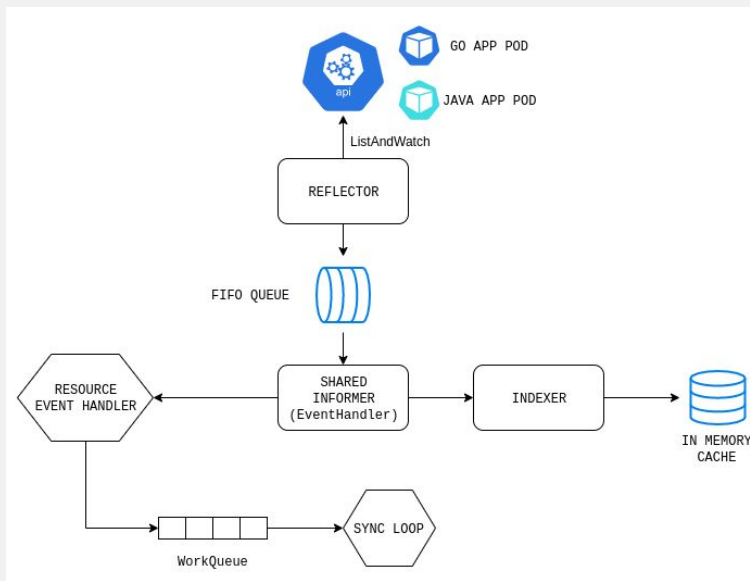 GO APP POD
api
JAVA APP POD
ListAndWatch
REFLECTOR
FIFO QUEUE
RESOURCE
EVENT HANDLER
SHARED
INFORMER
(EventHandler)
INDEXER
IN MEMORY
CACHE
SYNC LOOP
WorkQueue